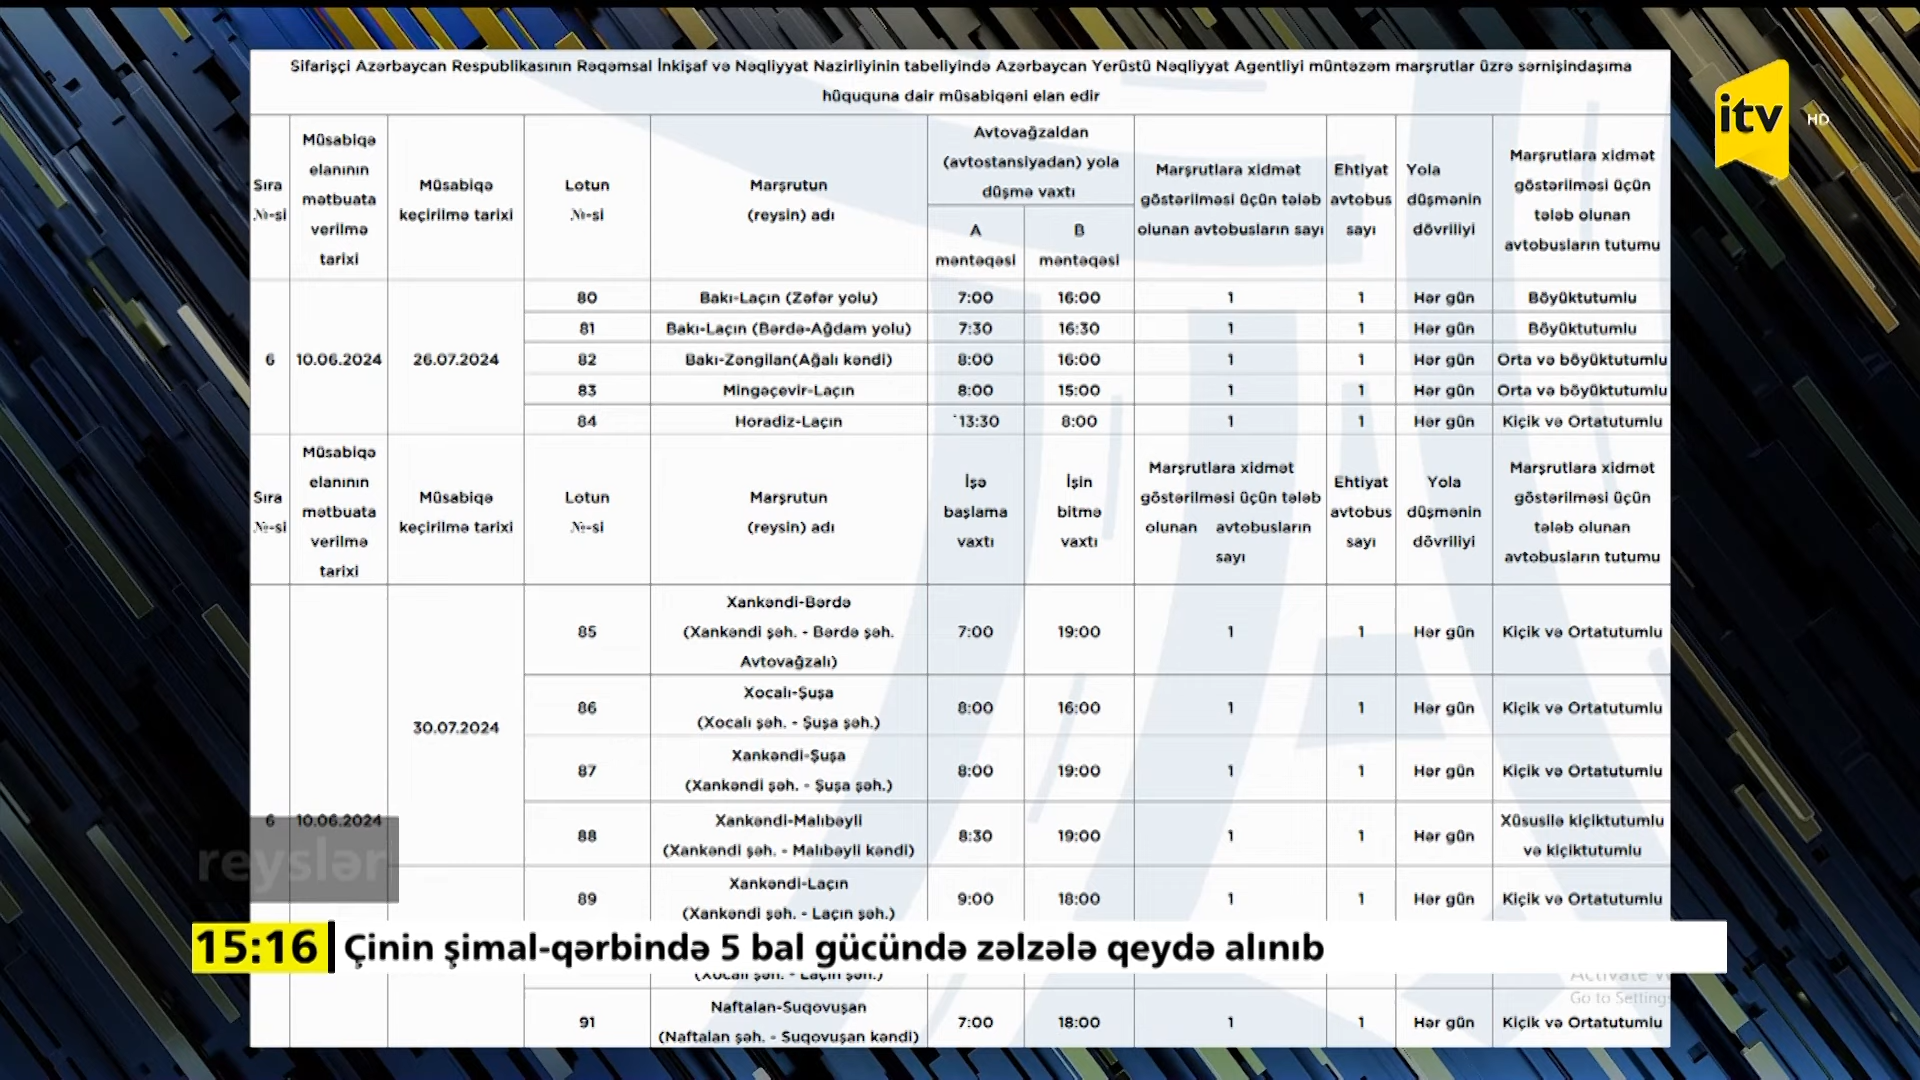 Sifarişçi Azərbaycan Respublikasının Rəqəmsal İnkişaf və Nəqliyyat Nazirliyinin tabeliyində Azərbaycan Yerüstü Nəqliyyat Agentliyi müntəzəm marşrutlar üzrə sərnişindaşıma
hüququna dair müsabiqəni elan edir
itv HD
Sıra №-si
Müsabiqə elanının mətbuata verilmə tarixi
Müsabiqə keçirilmə tarixi
Lotun №-si
Marşrutun (reysin) adı
Avtovağzaldan (avtostansiyadan) yola düşmə vaxtı
A məntəqəsi
B məntəqəsi
Marşrutlara xidmət göstərilməsi üçün tələb olunan avtobusların sayı
Ehtiyat avtobus sayı
Yola düşmənin dövriliyi
Marşrutlara xidmət göstərilməsi üçün tələb olunan avtobusların tutumu
6 10.06.2024 26.07.2024
80 Bakı-Laçın (Zəfər yolu) 7:00 16:00 1 1 Hər gün Böyüktutumlu
81 Bakı-Laçın (Bərdə-Ağdam yolu) 7:30 16:30 1 1 Hər gün Böyüktutumlu
82 Bakı-Zəngilan(Ağalı kəndi) 8:00 16:00 1 1 Hər gün Orta və böyüktutumlu
83 Mingəçevir-Laçın 8:00 15:00 1 1 Hər gün Orta və böyüktutumlu
84 Horadiz-Laçın `13:30 8:00 1 1 Hər gün Kiçik və Ortatutumlu
Sıra №-si
Müsabiqə elanının mətbuata verilmə tarixi
Müsabiqə keçirilmə tarixi
Lotun №-si
Marşrutun (reysin) adı
İşə başlama vaxtı
İşin bitmə vaxtı
Marşrutlara xidmət göstərilməsi üçün tələb olunan avtobusların sayı
Ehtiyat avtobus sayı
Yola düşmənin dövriliyi
Marşrutlara xidmət göstərilməsi üçün tələb olunan avtobusların tutumu
6 10.06.2024 30.07.2024
85 Xankəndi-Bərdə (Xankəndi şəh. - Bərdə şəh. Avtovağzalı) 7:00 19:00 1 1 Hər gün Kiçik və Ortatutumlu
86 Xocalı-Şuşa (Xocalı şəh. - Şuşa şəh.) 8:00 16:00 1 1 Hər gün Kiçik və Ortatutumlu
87 Xankəndi-Şuşa (Xankəndi şəh. - Şuşa şəh.) 8:00 19:00 1 1 Hər gün Kiçik və Ortatutumlu
88 Xankəndi-Malıbəyli (Xankəndi şəh. - Malıbəyli kəndi) 8:30 19:00 1 1 Hər gün Xüsusilə kiçiktutumlu və kiçiktutumlu
89 Xankəndi-Laçın (Xankəndi şəh. - Laçın şəh.) 9:00 18:00 1 1 Hər gün Kiçik və Ortatutumlu
reyslər
15:16 Çinin şimal-qərbində 5 bal gücündə zəlzələ qeydə alınıb
(Xocalı şəh. - Laçın şəh.)
Activate
Go to Settings
91 Naftalan-Suqovuşan (Naftalan şəh. - Suqovuşan kəndi) 7:00 18:00 1 1 Hər gün Kiçik və Ortatutumlu